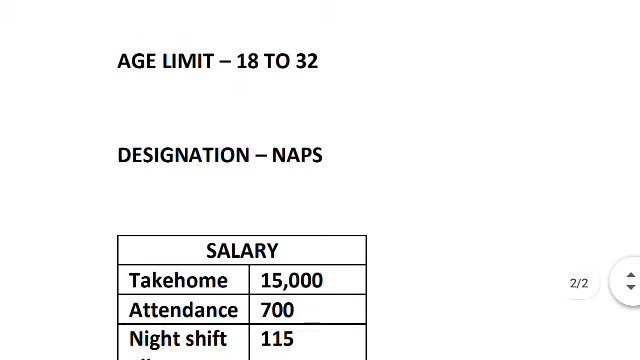 AGE LIMIT – 18 TO 32
DESIGNATION – NAPS
SALARY
Takehome 15,000
Attendance 700
2/2
Night shift 115